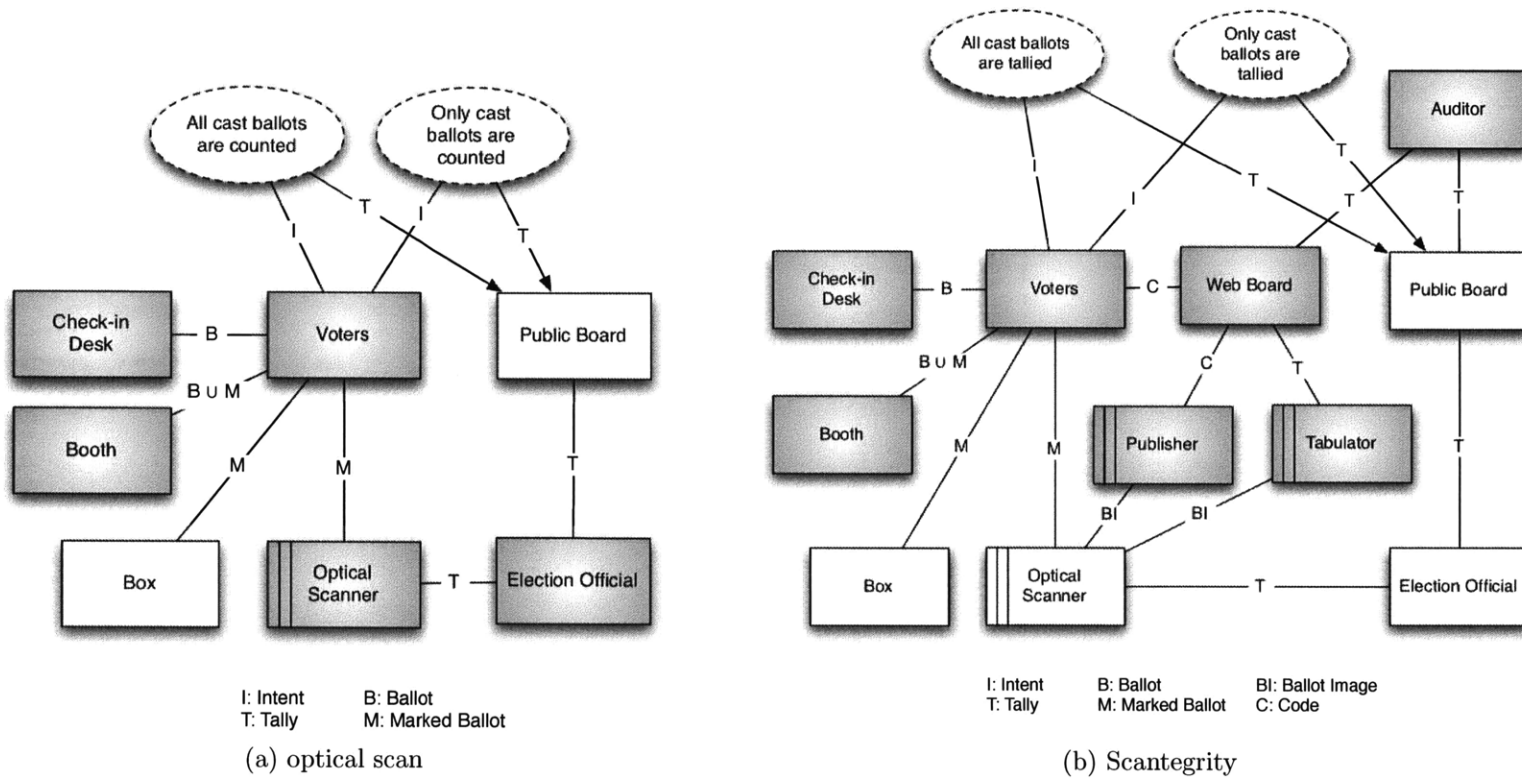 All cast ballots
are counted
Only cast
ballots are
counted
I
T
I
T
Check-in
Desk
B
Voters
Public Board
B ∪ M
Booth
M
M
T
Box
Optical
Scanner
T
Election Official
I: Intent
B: Ballot
T: Tally
M: Marked Ballot
(a) optical scan
All cast ballots
are tallied
Only cast
ballots are
tallied
Auditor
I
T
I
T
T
T
Check-in
Desk
B
Voters
C
Web Board
Public Board
B ∪ M
C
T
Booth
M
M
Publisher
Tabulator
T
BI
BI
Box
Optical
Scanner
T
Election Official
I: Intent
B: Ballot
BI: Ballot Image
T: Tally
M: Marked Ballot
C: Code
(b) Scantegrity